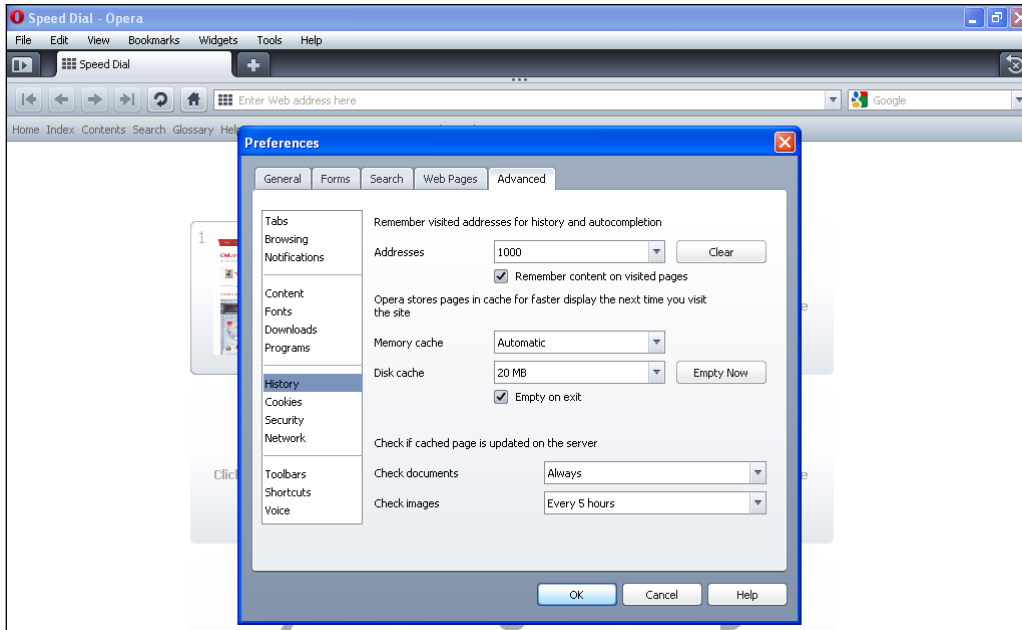 Speed Dial - Opera
File Edit View Bookmarks Widgets Tools Help
Speed Dial
Enter Web address here
Google
Home Index Contents Search Glossary Help
Preferences
General Forms Search Web Pages Advanced
Tabs
Browsing
Notifications
Content
Fonts
Downloads
Programs
History
Cookies
Security
Network
Toolbars
Shortcuts
Voice
Remember visited addresses for history and autocompletion
Addresses 1000 Clear
Remember content on visited pages
Opera stores pages in cache for faster display the next time you visit
the site
Memory cache Automatic
Disk cache 20 MB Empty Now
Empty on exit
Check if cached page is updated on the server
Check documents Always
Check images Every 5 hours
OK Cancel Help
1